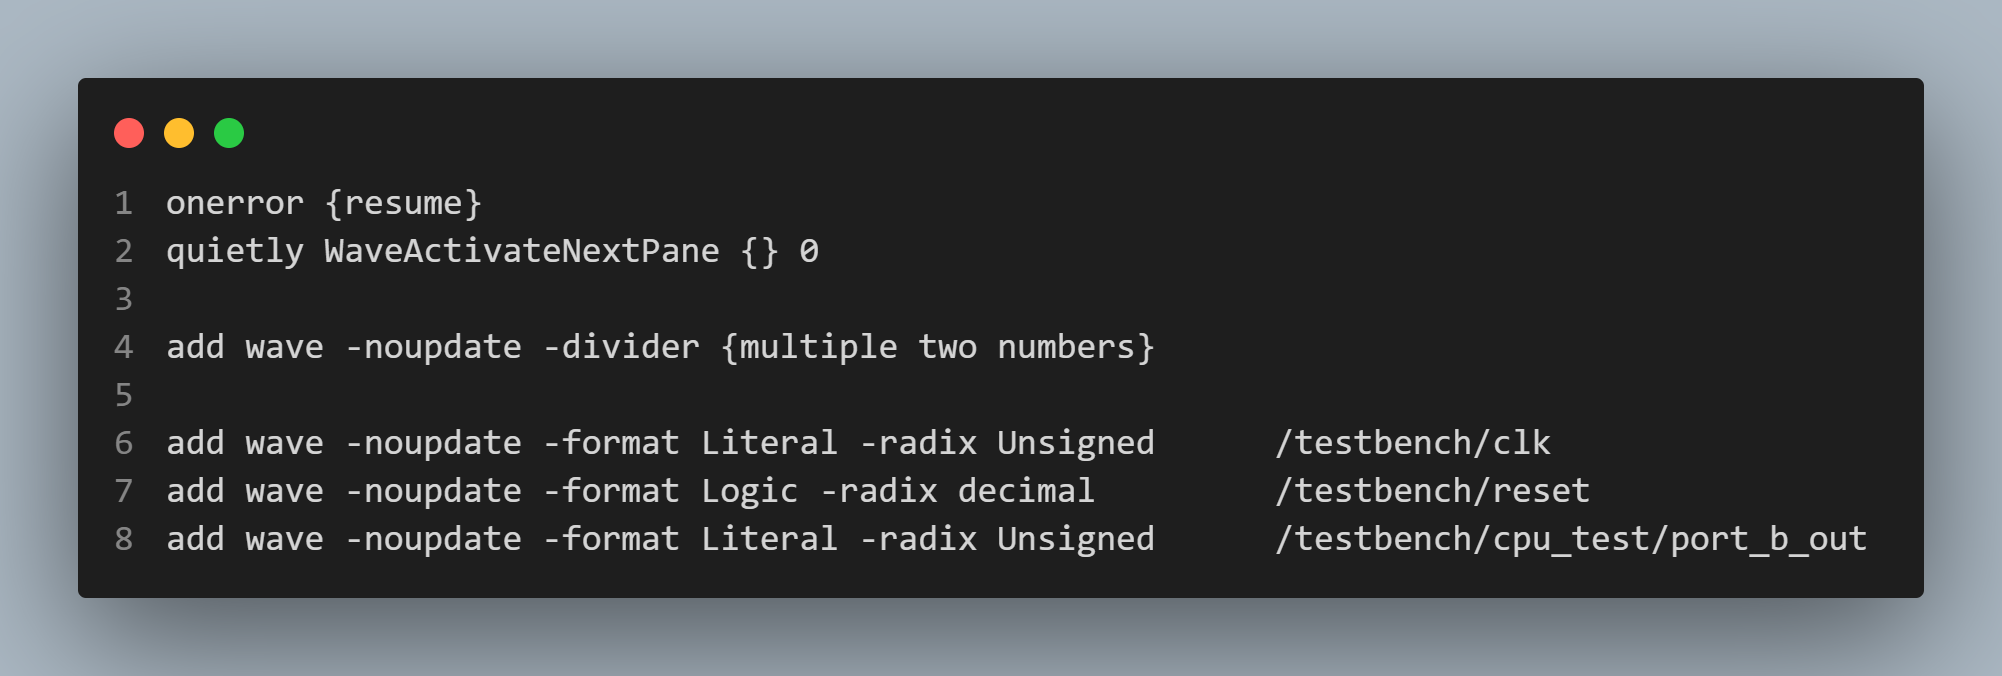 1 onerror {resume}
2 quietly WaveActivateNextPane {} 0
3
4 add wave -noupdate -divider {multiple two numbers}
5
6 add wave -noupdate -format Literal -radix Unsigned      /testbench/clk
7 add wave -noupdate -format Logic -radix decimal         /testbench/reset
8 add wave -noupdate -format Literal -radix Unsigned      /testbench/cpu_test/port_b_out